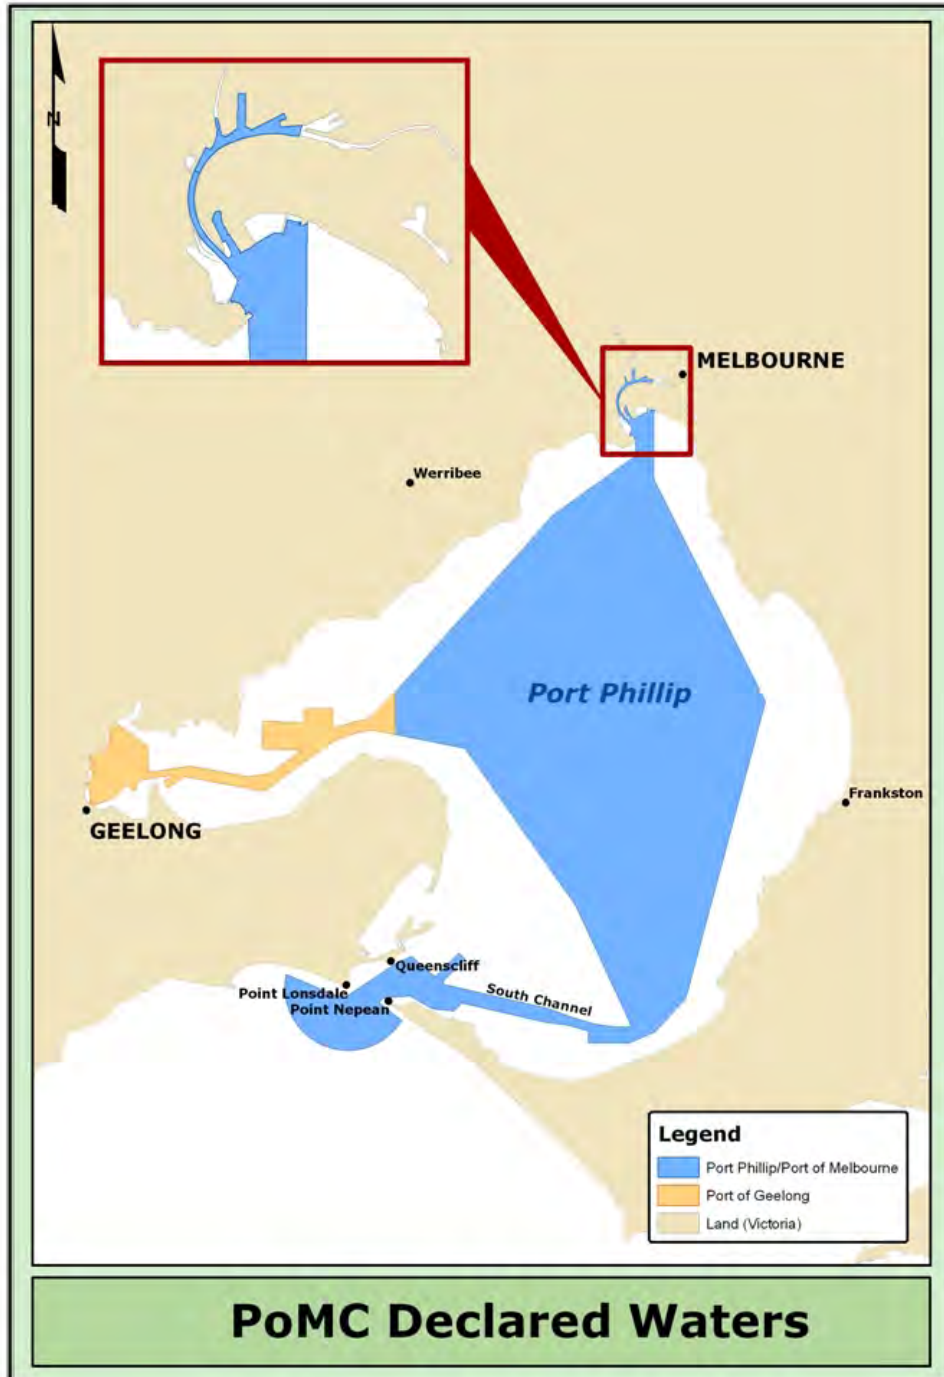 N
MELBOURNE
Werribee
Port Phillip
Frankston
GEELONG
Queenscliff
Point Lonsdale
Point Nepean
South Channel
Legend
Port Phillip/Port of Melbourne
Port of Geelong
Land (Victoria)
PoMC Declared Waters